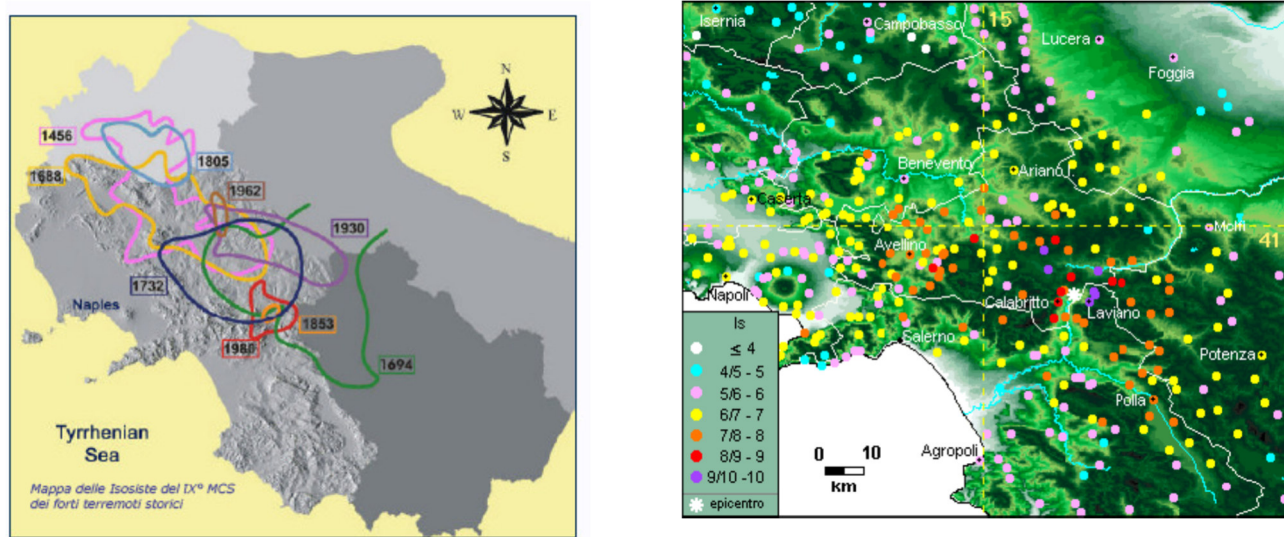 N
W
E
S
1456
1805
1688
1962
1930
1732
Naples
1853
1980
1694
Tyrrhenian
Sea
Mappa delle Isosiste del IX° MCS
dei forti terremoti storici
Isernia
Campobasso
15
Lucera
Foggia
Benevento
Ariano I.
Caserta
Melfi
41
Avellino
Napoli
Calabritto
Laviano
Salerno
Potenza
Polla
Agropoli
Is
≤ 4
4/5 - 5
5/6 - 6
6/7 - 7
7/8 - 8
8/9 - 9
9/10 -10
epicentro
0 10
km